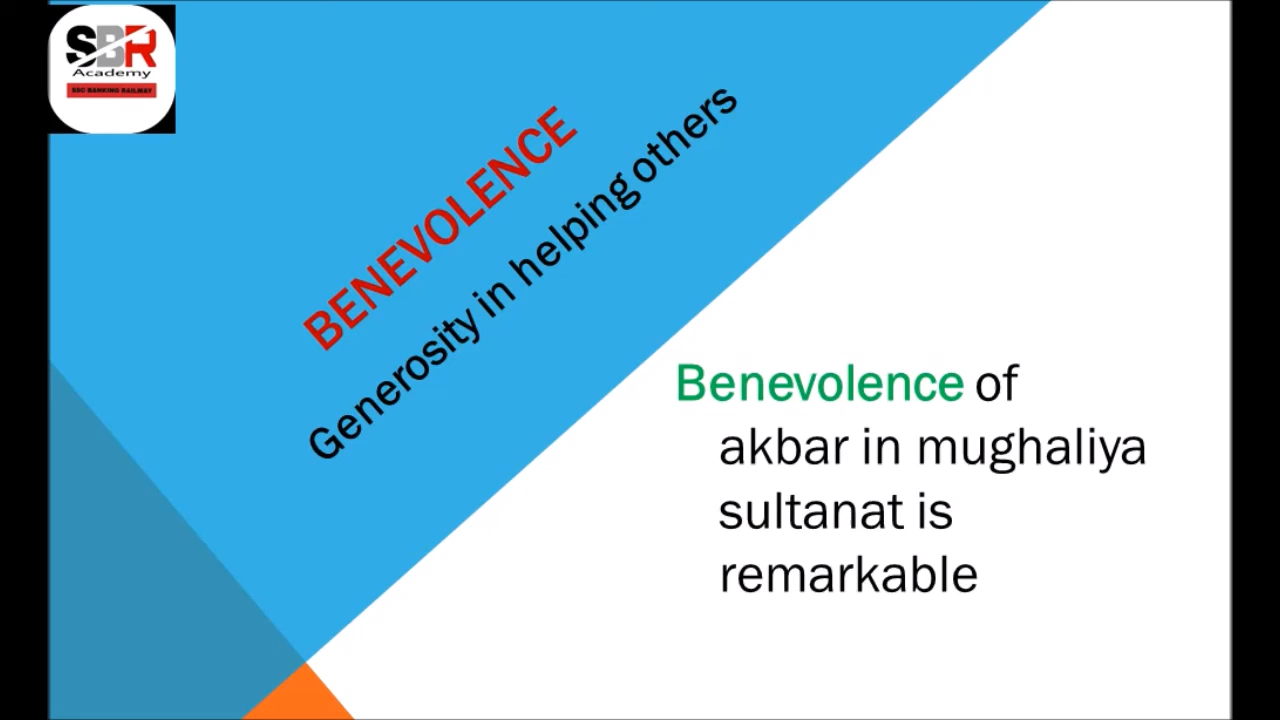 SBR
Academy
SSC BANKING RAILWAY
BENEVOLENCE
Generosity in helping others
Benevolence of
akbar in mughaliya
sultanat is
remarkable